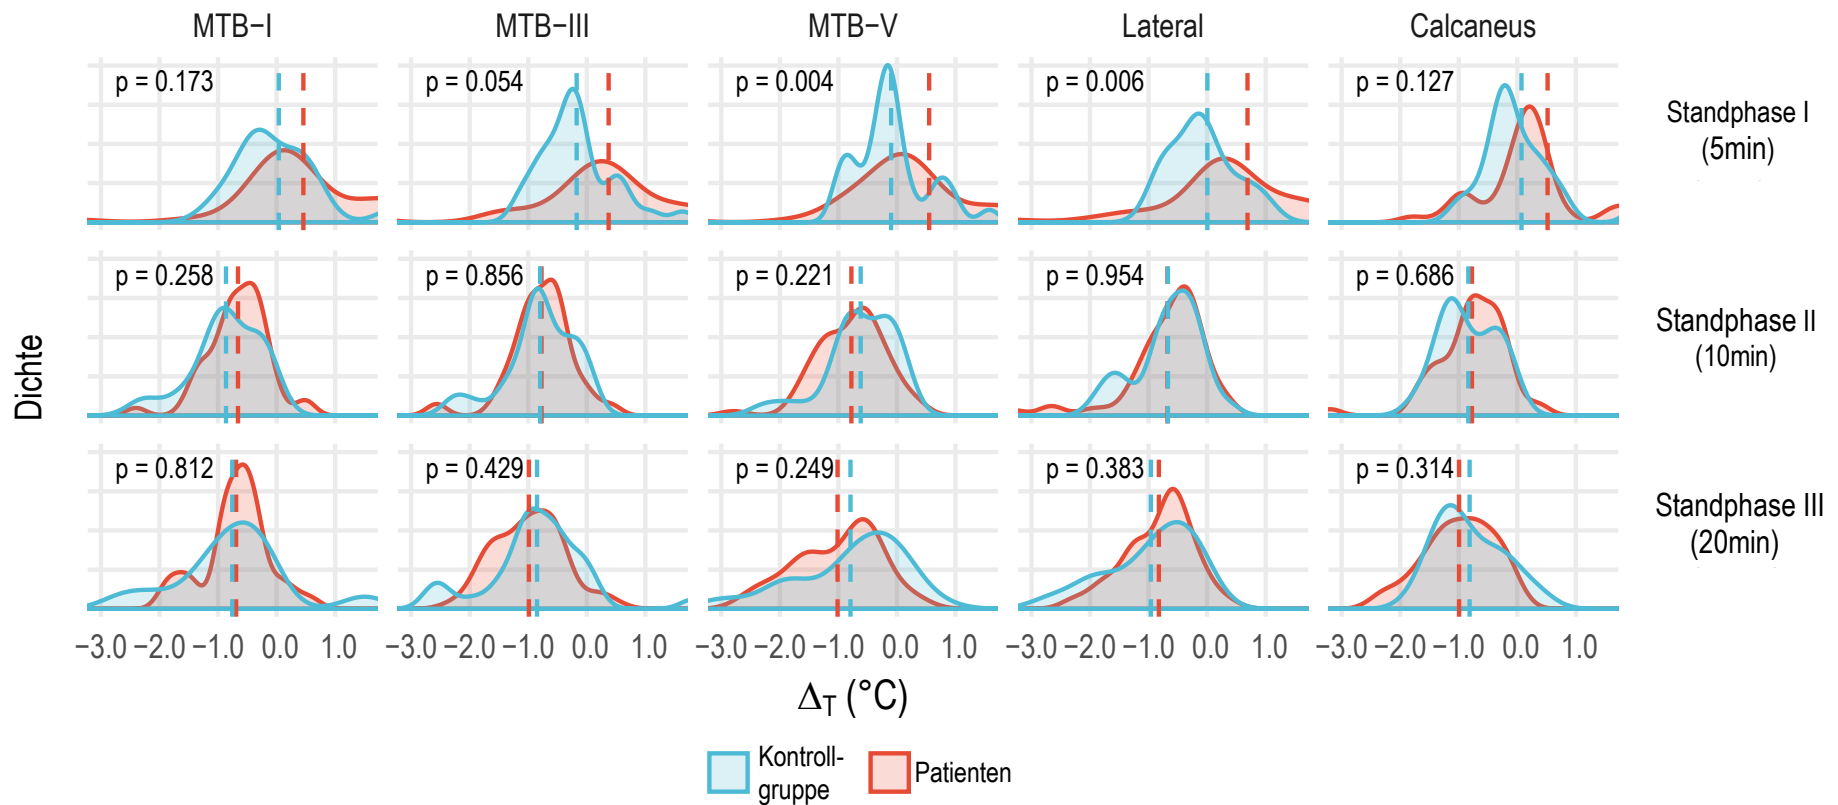 MTB−I MTB−III MTB−V Lateral Calcaneus
p = 0.173 p = 0.054 p = 0.004 p = 0.006 p = 0.127
Standphase I
(5min)
p = 0.258 p = 0.856 p = 0.221 p = 0.954 p = 0.686
Standphase II
(10min)
Dichte
p = 0.812 p = 0.429 p = 0.249 p = 0.383 p = 0.314
Standphase III
(20min)
−3.0 −2.0 −1.0 0.0 1.0 −3.0 −2.0 −1.0 0.0 1.0 −3.0 −2.0 −1.0 0.0 1.0 −3.0 −2.0 −1.0 0.0 1.0 −3.0 −2.0 −1.0 0.0 1.0
ΔT (°C)
Kontroll-
gruppe
Patienten